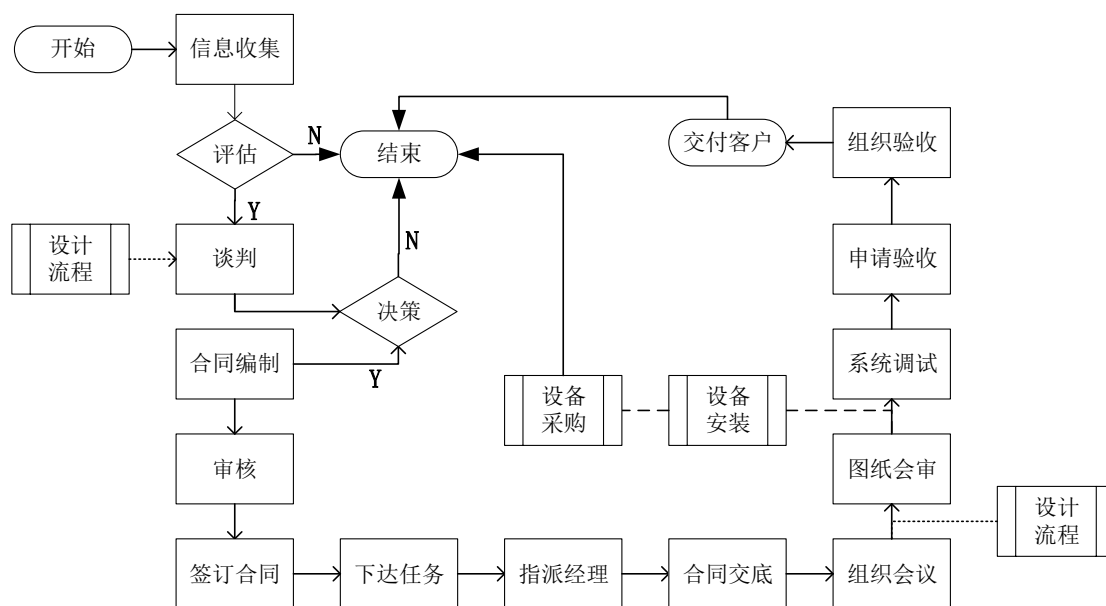 开始
信息收集
评估
N
结束
交付客户
组织验收
Y
设计
流程
谈判
N
申请验收
决策
合同编制
Y
设备
采购
设备
安装
系统调试
审核
图纸会审
设计
流程
签订合同
下达任务
指派经理
合同交底
组织会议